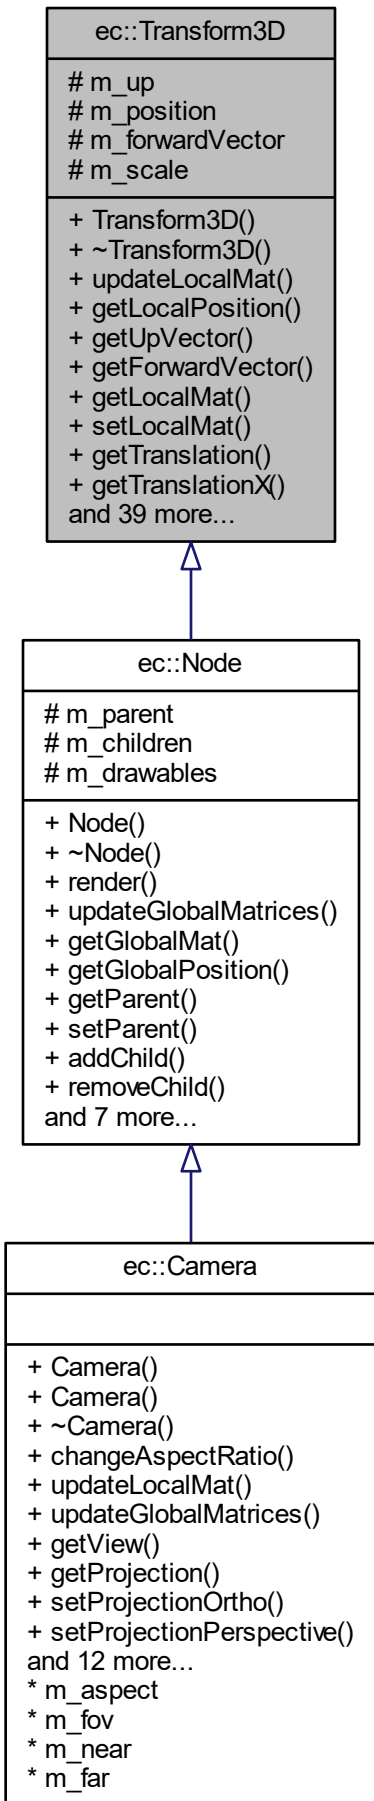 ec::Transform3D
# m_up
# m_position
# m_forwardVector
# m_scale
+ Transform3D()
+ ~Transform3D()
+ updateLocalMat()
+ getLocalPosition()
+ getUpVector()
+ getForwardVector()
+ getLocalMat()
+ setLocalMat()
+ getTranslation()
+ getTranslationX()
and 39 more...
ec::Node
# m_parent
# m_children
# m_drawables
+ Node()
+ ~Node()
+ render()
+ updateGlobalMatrices()
+ getGlobalMat()
+ getGlobalPosition()
+ getParent()
+ setParent()
+ addChild()
+ removeChild()
and 7 more...
ec::Camera
+ Camera()
+ Camera()
+ ~Camera()
+ changeAspectRatio()
+ updateLocalMat()
+ updateGlobalMatrices()
+ getView()
+ getProjection()
+ setProjectionOrtho()
+ setProjectionPerspective()
and 12 more...
* m_aspect
* m_fov
* m_near
* m_far